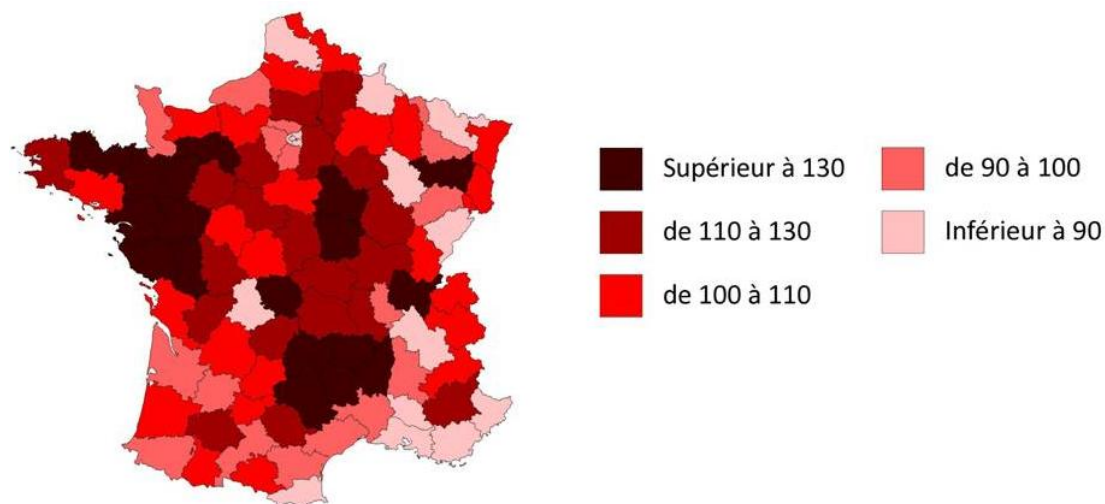 Supérieur à 130
de 110 à 130
de 100 à 110
de 90 à 100
Inférieur à 90